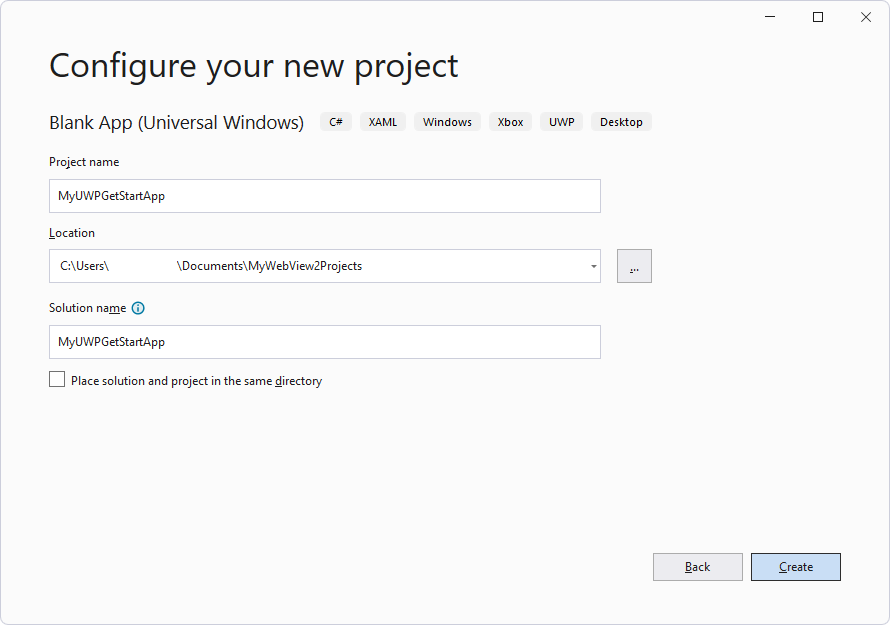 Configure your new project
Blank App (Universal Windows) C# XAML Windows Xbox UWP Desktop
Project name
MyUWPGetStartApp
Location
C:\Users\ \Documents\MyWebView2Projects
...
Solution name
MyUWPGetStartApp
Place solution and project in the same directory
Back Create